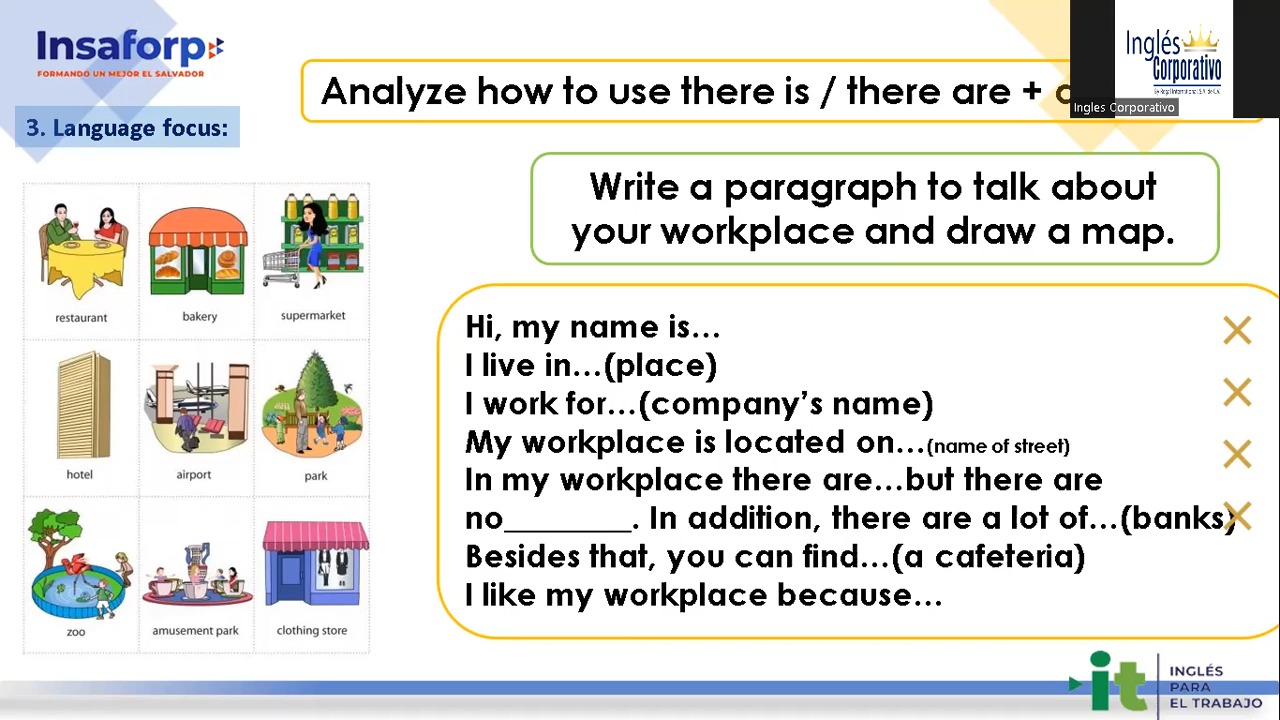 Insaforp
FORMANDO UN MEJOR EL SALVADOR
3. Language focus:
Analyze how to use there is / there are +
Inglés
Corporativo
Ingles Corporativo
Write a paragraph to talk about
your workplace and draw a map.
restaurant
bakery
supermarket
hotel
airport
park
zoo
amusement park
clothing store
Hi, my name is...
I live in...(place)
I work for...(company's name)
My workplace is located on...(name of street)
In my workplace there are...but there are
no________. In addition, there are a lot of...(banks)
Besides that, you can find...(a cafeteria)
I like my workplace because...
it
INGLÉS
PARA
EL TRABAJO